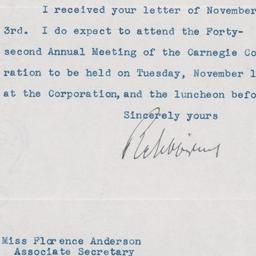 I received your letter of November
3rd. I do expect to attend the Forty-
second Annual Meeting of the Carnegie Co
ration to be held on Tuesday, November 1
at the Corporation, and the luncheon befo
Sincerely yours
Miss Florence Anderson
Associate Secretary